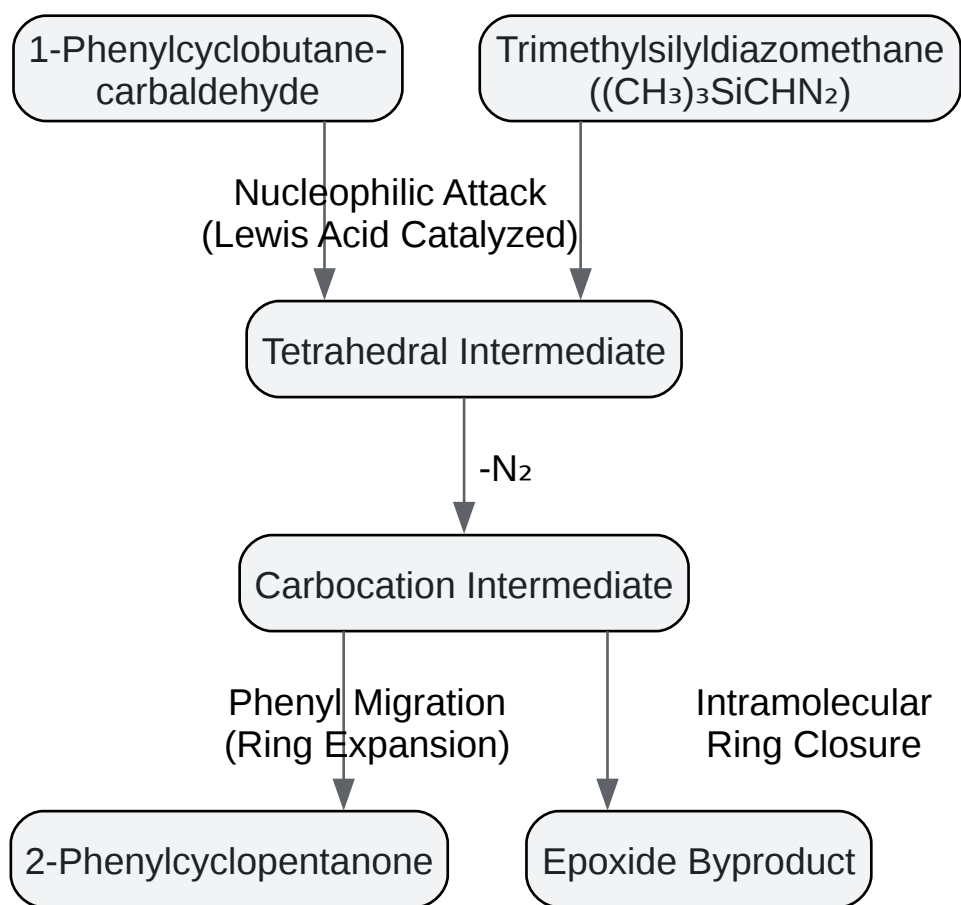 1-Phenylcyclobutane-
carbaldehyde
Trimethylsilyldiazomethane
((CH₃)₃SiCHN₂)
Nucleophilic Attack
(Lewis Acid Catalyzed)
Tetrahedral Intermediate
-N₂
Carbocation Intermediate
Phenyl Migration
(Ring Expansion)
Intramolecular
Ring Closure
2-Phenylcyclopentanone
Epoxide Byproduct